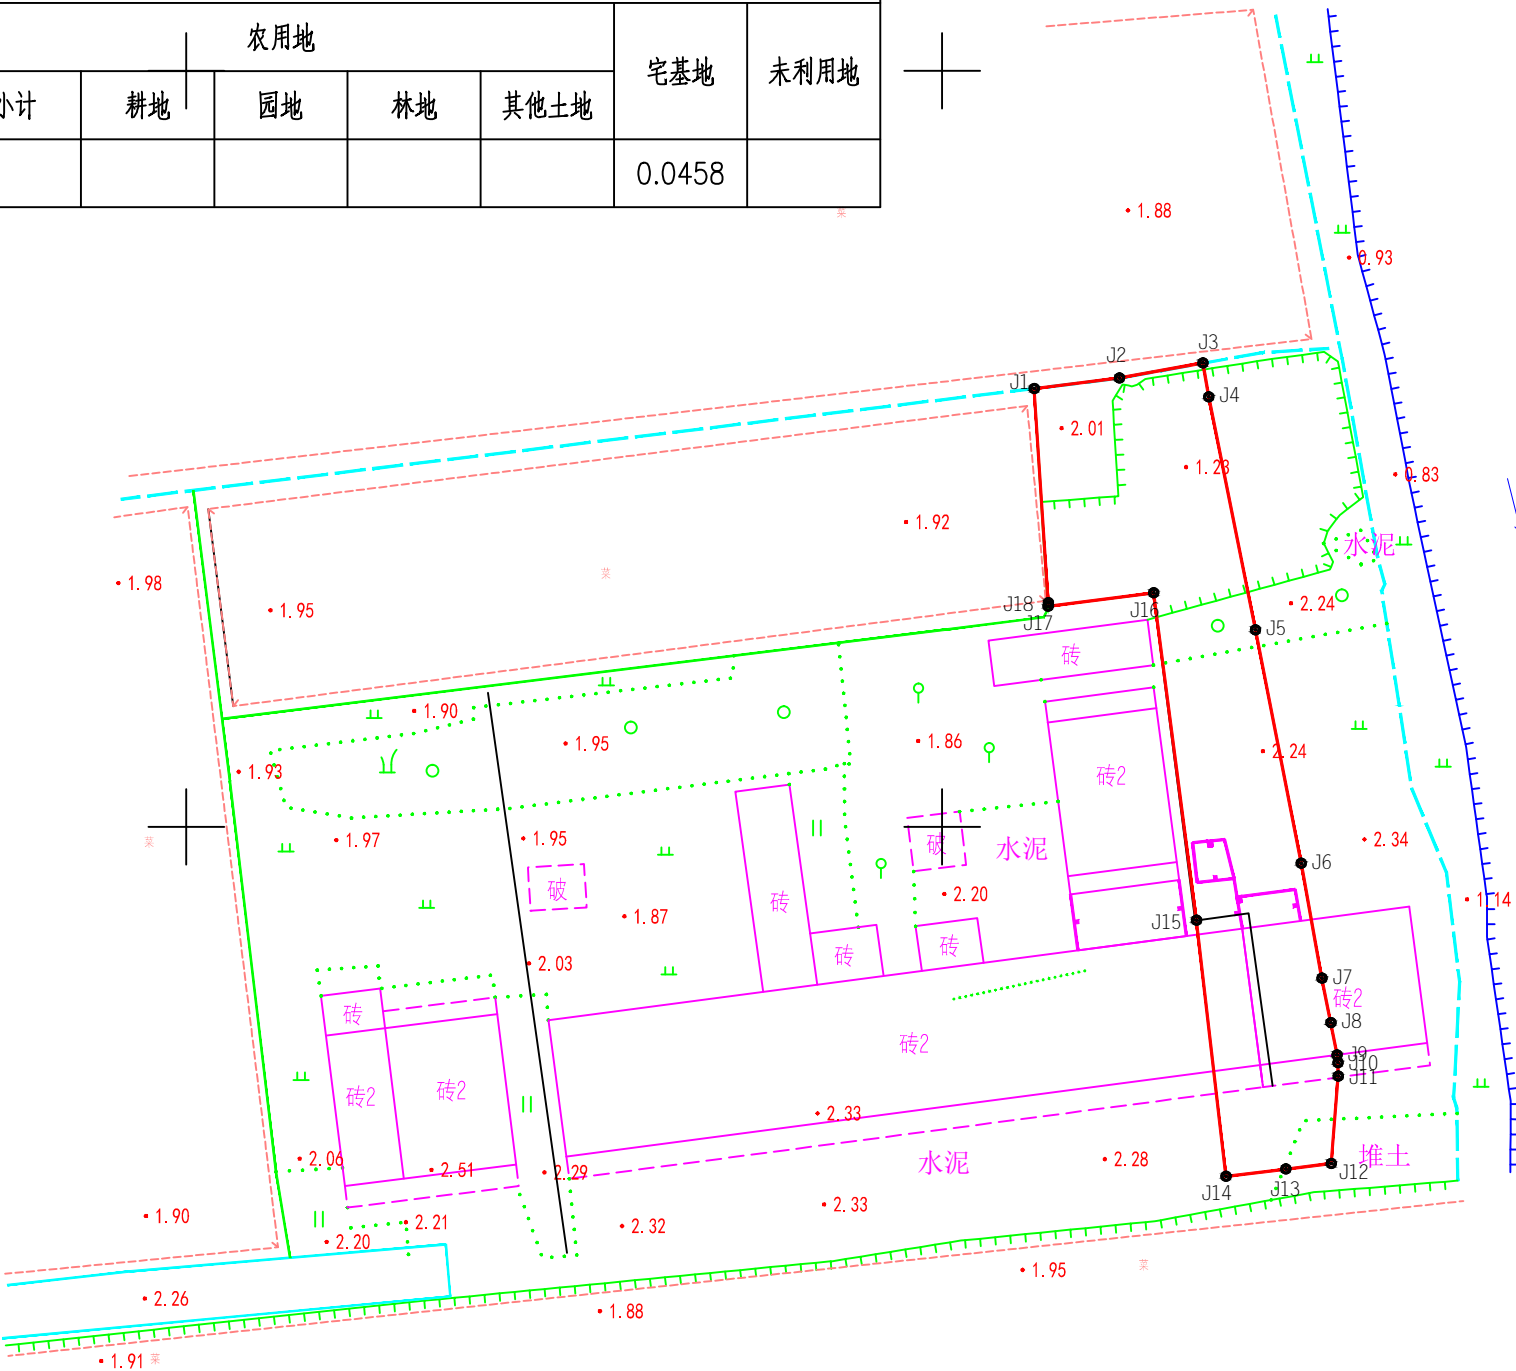 农用地
宅基地
未利用地
小计
耕地
园地
林地
其他土地
0.0458
菜
1.88
0.93
J3
J2
J1
J4
2.01
1.23
0.83
1.92
水泥
1.98
菜
1.95
2.24
J18
J16
J17
J5
砖
1.90
1.95
1.86
2.24
1.93
砖2
菜
1.97
1.95
破
水泥
2.34
J6
破
1.87
砖
2.20
1.14
J15
砖
砖
2.03
J7
砖2
砖
J8
砖2
J9
J10
J11
砖2
砖2
2.33
2.06
2.51
2.29
水泥
2.28
堆土
J12
J13
J14
1.90
2.21
2.32
2.33
2.20
1.95
菜
2.26
1.88
1.91
菜